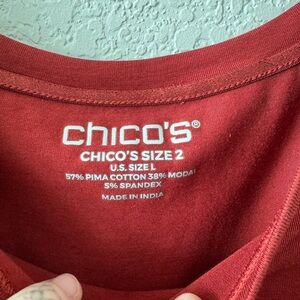 chico's®
CHICO'S SIZE 2
U.S. SIZE L
57% PIMA COTTON 38% MODAL
5% SPANDEX
MADE IN INDIA